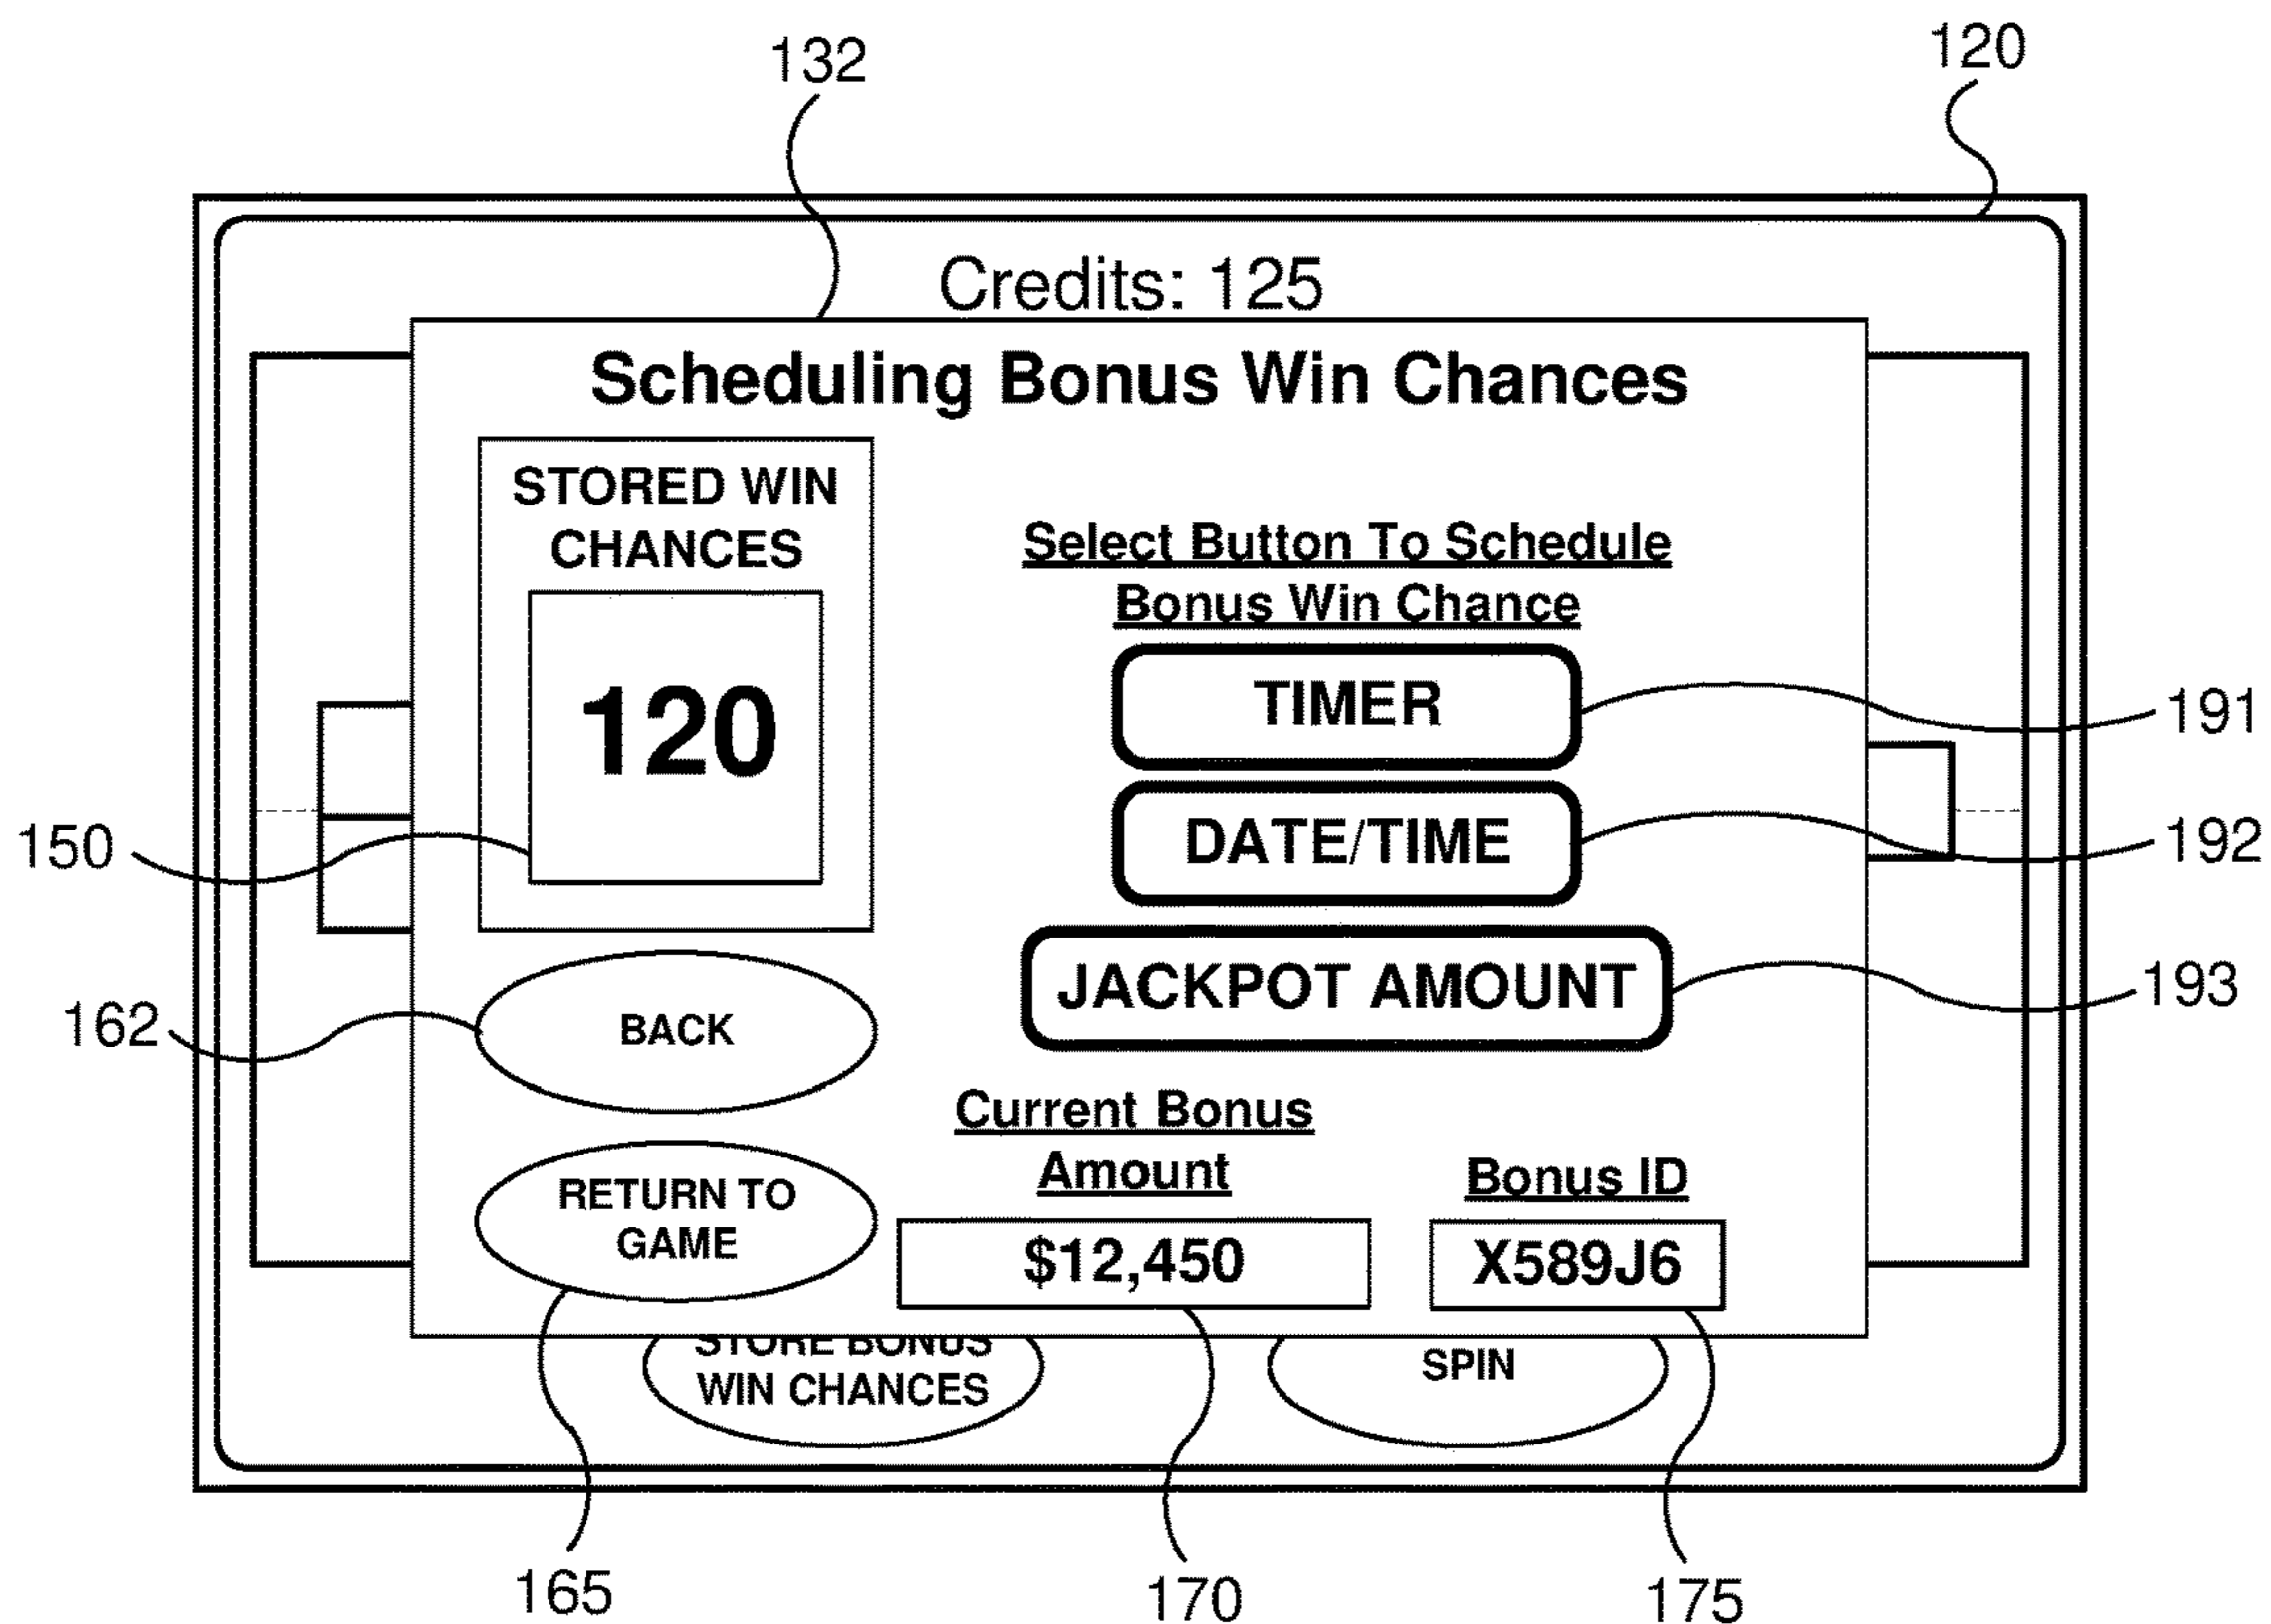 132
120
Credits: 125
Scheduling Bonus Win Chances
STORED WIN
CHANCES
120
Select Button To Schedule
Bonus Win Chance
TIMER
191
DATE/TIME
192
150
JACKPOT AMOUNT
193
162
BACK
Current Bonus
Amount
Bonus ID
RETURN TO
GAME
$12,450
X589J6
STORE BONUS
WIN CHANCES
SPIN
165
170
175